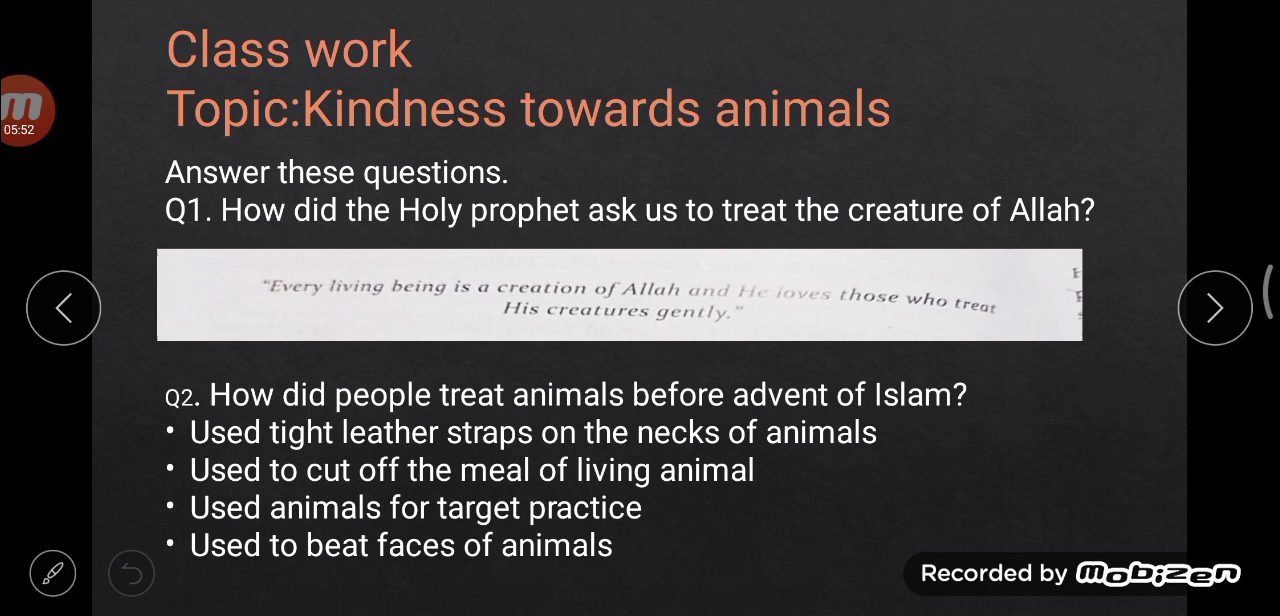 Class work
Topic:Kindness towards animals
05:52
Answer these questions.
Q1. How did the Holy prophet ask us to treat the creature of Allah?
"Every living being is a creation of Allah and He loves those who treat
His creatures gently."
Q2. How did people treat animals before advent of Islam?
• Used tight leather straps on the necks of animals
• Used to cut off the meal of living animal
• Used animals for target practice
• Used to beat faces of animals
Recorded by mobizen